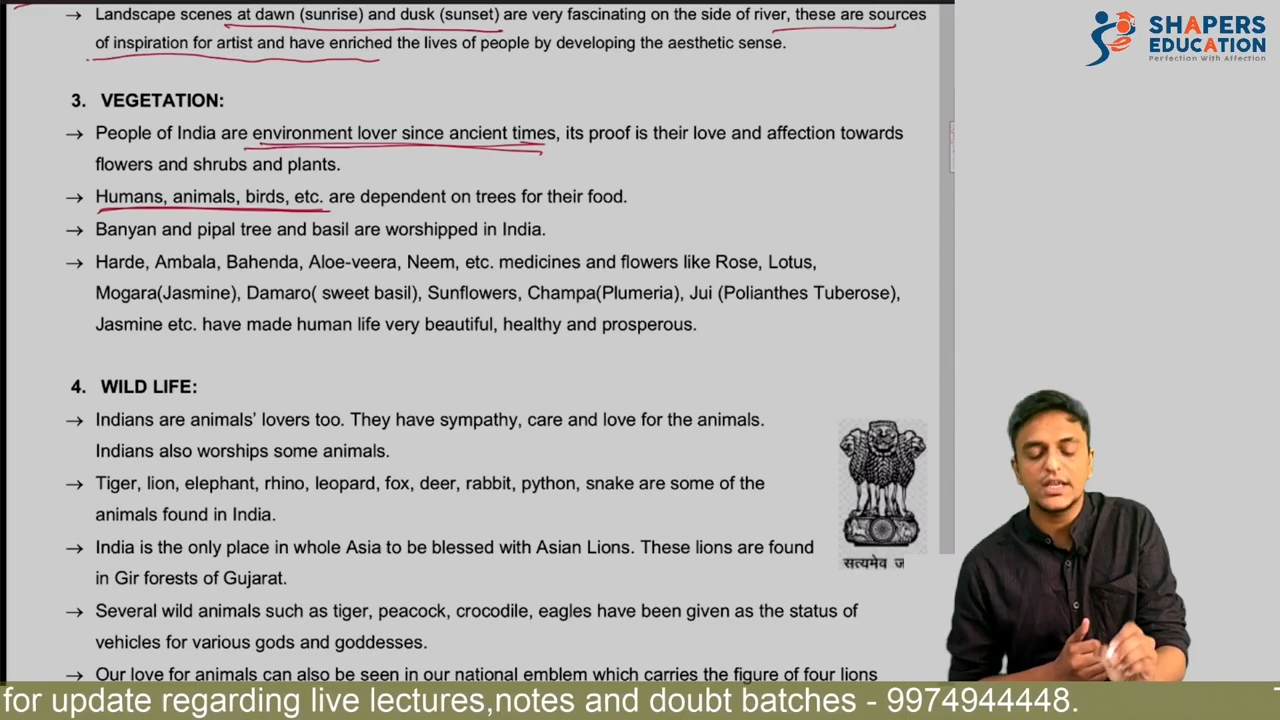 → Landscape scenes at dawn (sunrise) and dusk (sunset) are very fascinating on the side of river, these are sources
of inspiration for artist and have enriched the lives of people by developing the aesthetic sense.
SHAPERS
EDUCATION
Perfection With Affection
3. VEGETATION:
→ People of India are environment lover since ancient times, its proof is their love and affection towards
flowers and shrubs and plants.
→ Humans, animals, birds, etc. are dependent on trees for their food.
→ Banyan and pipal tree and basil are worshipped in India.
→ Harde, Ambala, Bahenda, Aloe-veera, Neem, etc. medicines and flowers like Rose, Lotus,
Mogara(Jasmine), Damaro( sweet basil), Sunflowers, Champa(Plumeria), Jui (Polianthes Tuberose),
Jasmine etc. have made human life very beautiful, healthy and prosperous.
4. WILD LIFE:
→ Indians are animals’ lovers too. They have sympathy, care and love for the animals.
Indians also worships some animals.
→ Tiger, lion, elephant, rhino, leopard, fox, deer, rabbit, python, snake are some of the
animals found in India.
→ India is the only place in whole Asia to be blessed with Asian Lions. These lions are found
in Gir forests of Gujarat.
सत्यमेव ज
→ Several wild animals such as tiger, peacock, crocodile, eagles have been given as the status of
vehicles for various gods and goddesses.
→ Our love for animals can also be seen in our national emblem which carries the figure of four lions
for update regarding live lectures,notes and doubt batches - 9974944448.